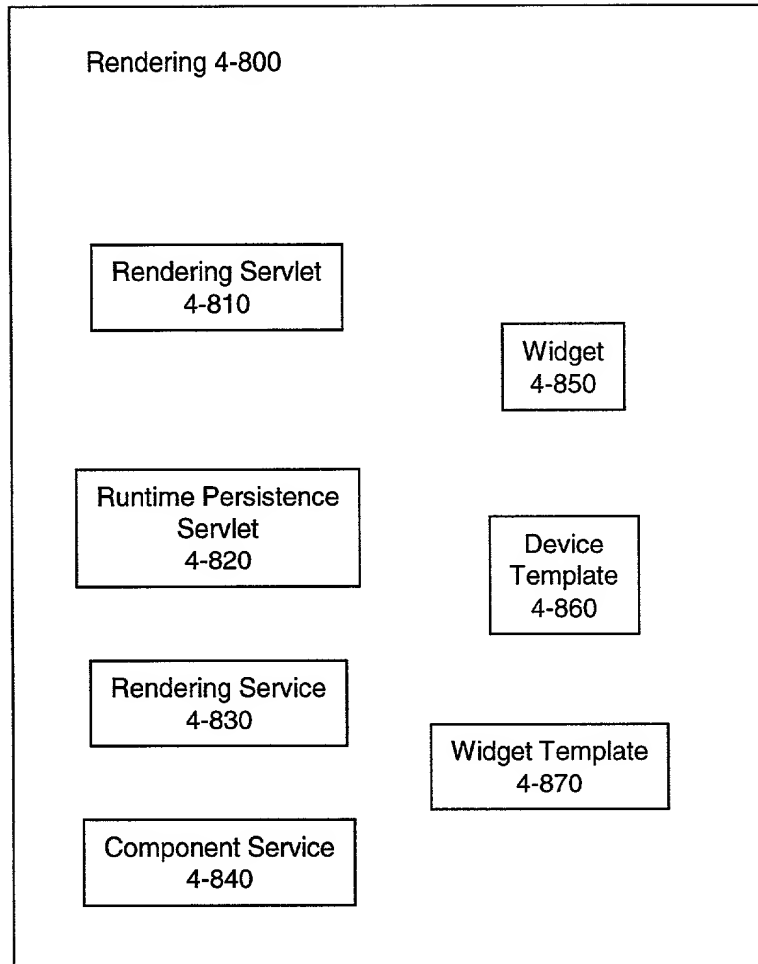 Rendering 4-800
Rendering Servlet
4-810
Widget
4-850
Runtime Persistence
Servlet
4-820
Device
Template
4-860
Rendering Service
4-830
Widget Template
4-870
Component Service
4-840